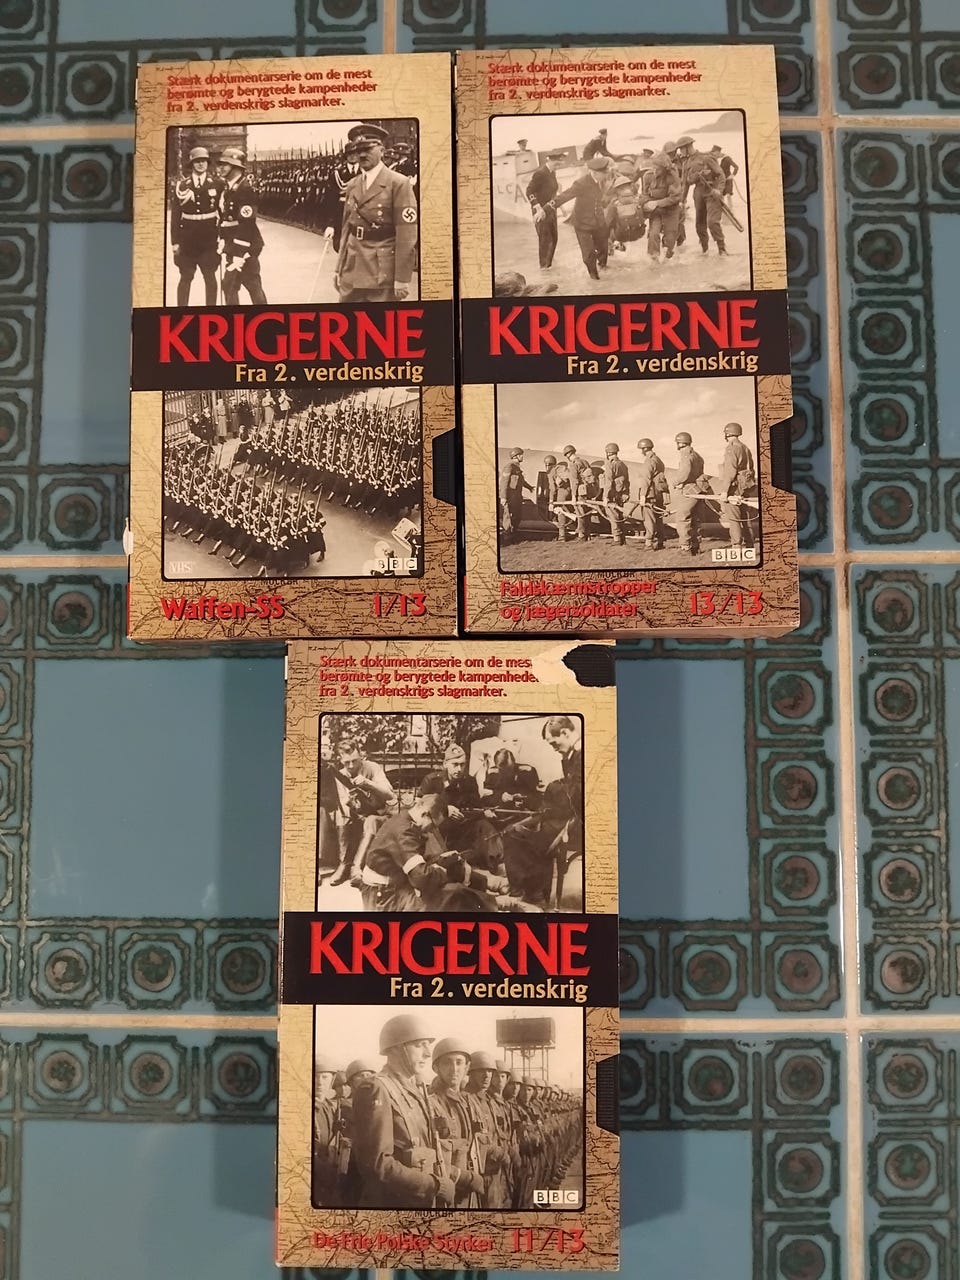 Stærk dokumentarserie om de mest
berømte og berygtede kampenheder
fra 2. verdenskrigs slagmarker.
KRIGERNE
Fra 2. verdenskrig
VHS
BBC
Waffen-SS 1/13
Stærk dokumentarserie om de mest
berømte og berygtede kampenheder
fra 2. verdenskrigs slagmarker.
KRIGERNE
Fra 2. verdenskrig
BBC
Faldskærmstropper
og jægersoldater 13/13
Stærk dokumentarserie om de mes
berømte og berygtede kampenhede
fra 2. verdenskrigs slagmarker.
KRIGERNE
Fra 2. verdenskrig
BBC
De Frie Polske Styrker 11/13